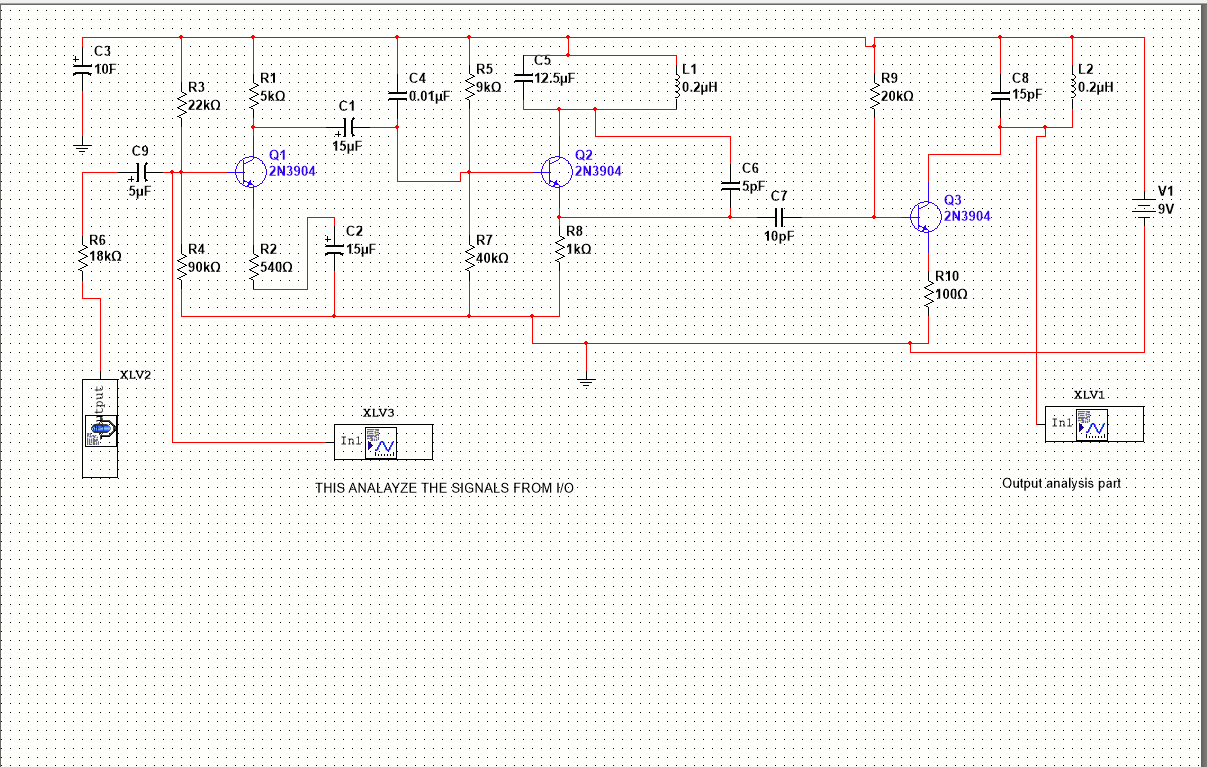 C3
10F
R3
22kΩ
R1
5kΩ
C4
0.01µF
R5
9kΩ
C5
12.5µF
L1
0.2µH
R9
20kΩ
C8
15pF
L2
0.2µH
C1
15µF
C9
5µF
Q1
2N3904
Q2
2N3904
C6
5pF
C7
10pF
Q3
2N3904
V1
9V
R6
18kΩ
R4
90kΩ
R2
540Ω
C2
15µF
R7
40kΩ
R8
1kΩ
R10
100Ω
XLV2
XLV3
In1
XLV1
In1
THIS ANALAYZE THE SIGNALS FROM I/O
Output analysis part